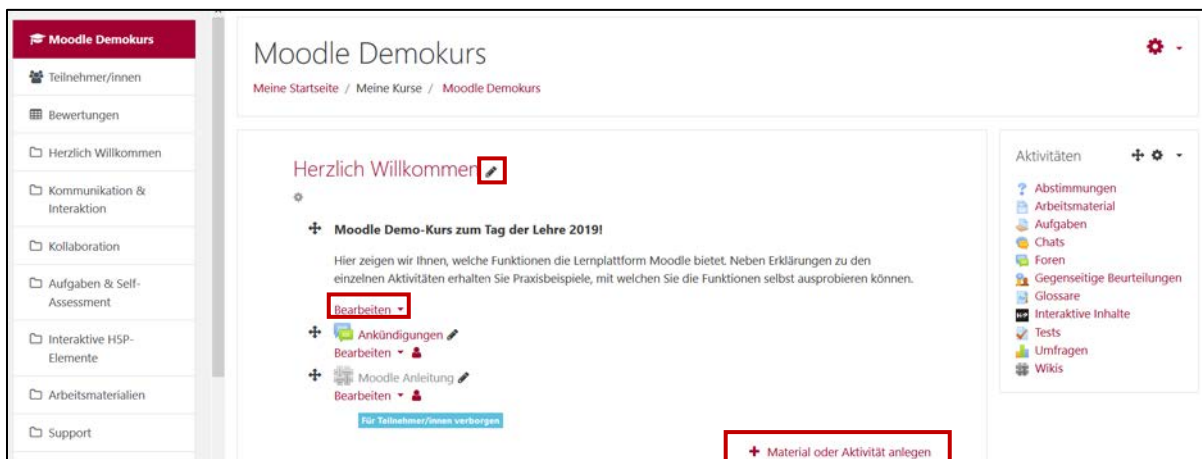 Moodle Demokurs
Teilnehmer/innen
Bewertungen
Herzlich Willkommen
Kommunikation &
Interaktion
Kollaboration
Aufgaben & Self-
Assessment
Interaktive H5P-
Elemente
Arbeitsmaterialien
Support
Moodle Demokurs
Meine Startseite / Meine Kurse / Moodle Demokurs
Herzlich Willkommen
Moodle Demo-Kurs zum Tag der Lehre 2019!
Hier zeigen wir Ihnen, welche Funktionen die Lernplattform Moodle bietet. Neben Erklärungen zu den
einzelnen Aktivitäten erhalten Sie Praxisbeispiele, mit welchen Sie die Funktionen selbst ausprobieren können.
Bearbeiten
Ankündigungen
Bearbeiten
Moodle Anleitung
Bearbeiten
Für Teilnehmer/innen verborgen
+ Material oder Aktivität anlegen
Aktivitäten
Abstimmungen
Arbeitsmaterial
Aufgaben
Chats
Foren
Gegenseitige Beurteilungen
Glossare
H5P Interaktive Inhalte
Tests
Umfragen
Wikis